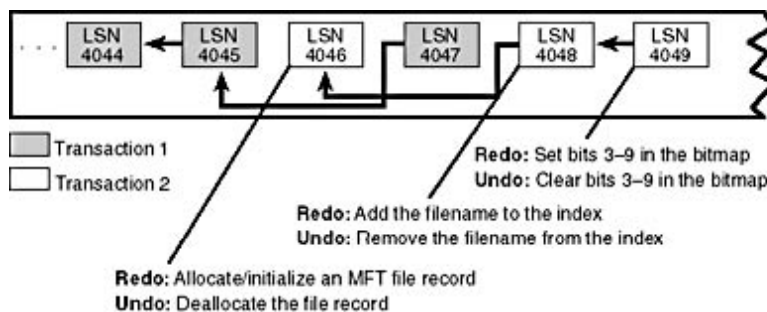 . . . LSN 4044
LSN 4045
LSN 4046
LSN 4047
LSN 4048
LSN 4049
Transaction 1
Transaction 2
Redo: Set bits 3–9 in the bitmap
Undo: Clear bits 3–9 in the bitmap
Redo: Add the filename to the index
Undo: Remove the filename from the index
Redo: Allocate/initialize an MFT file record
Undo: Deallocate the file record